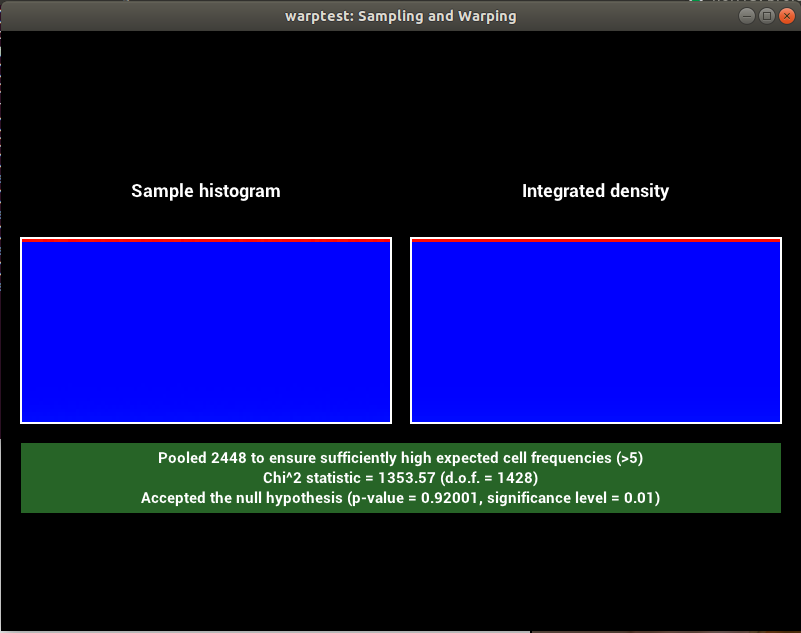 warptest: Sampling and Warping
Sample histogram
Integrated density
Pooled 2448 to ensure sufficiently high expected cell frequencies (>5)
Chi^2 statistic = 1353.57 (d.o.f. = 1428)
Accepted the null hypothesis (p-value = 0.92001, significance level = 0.01)